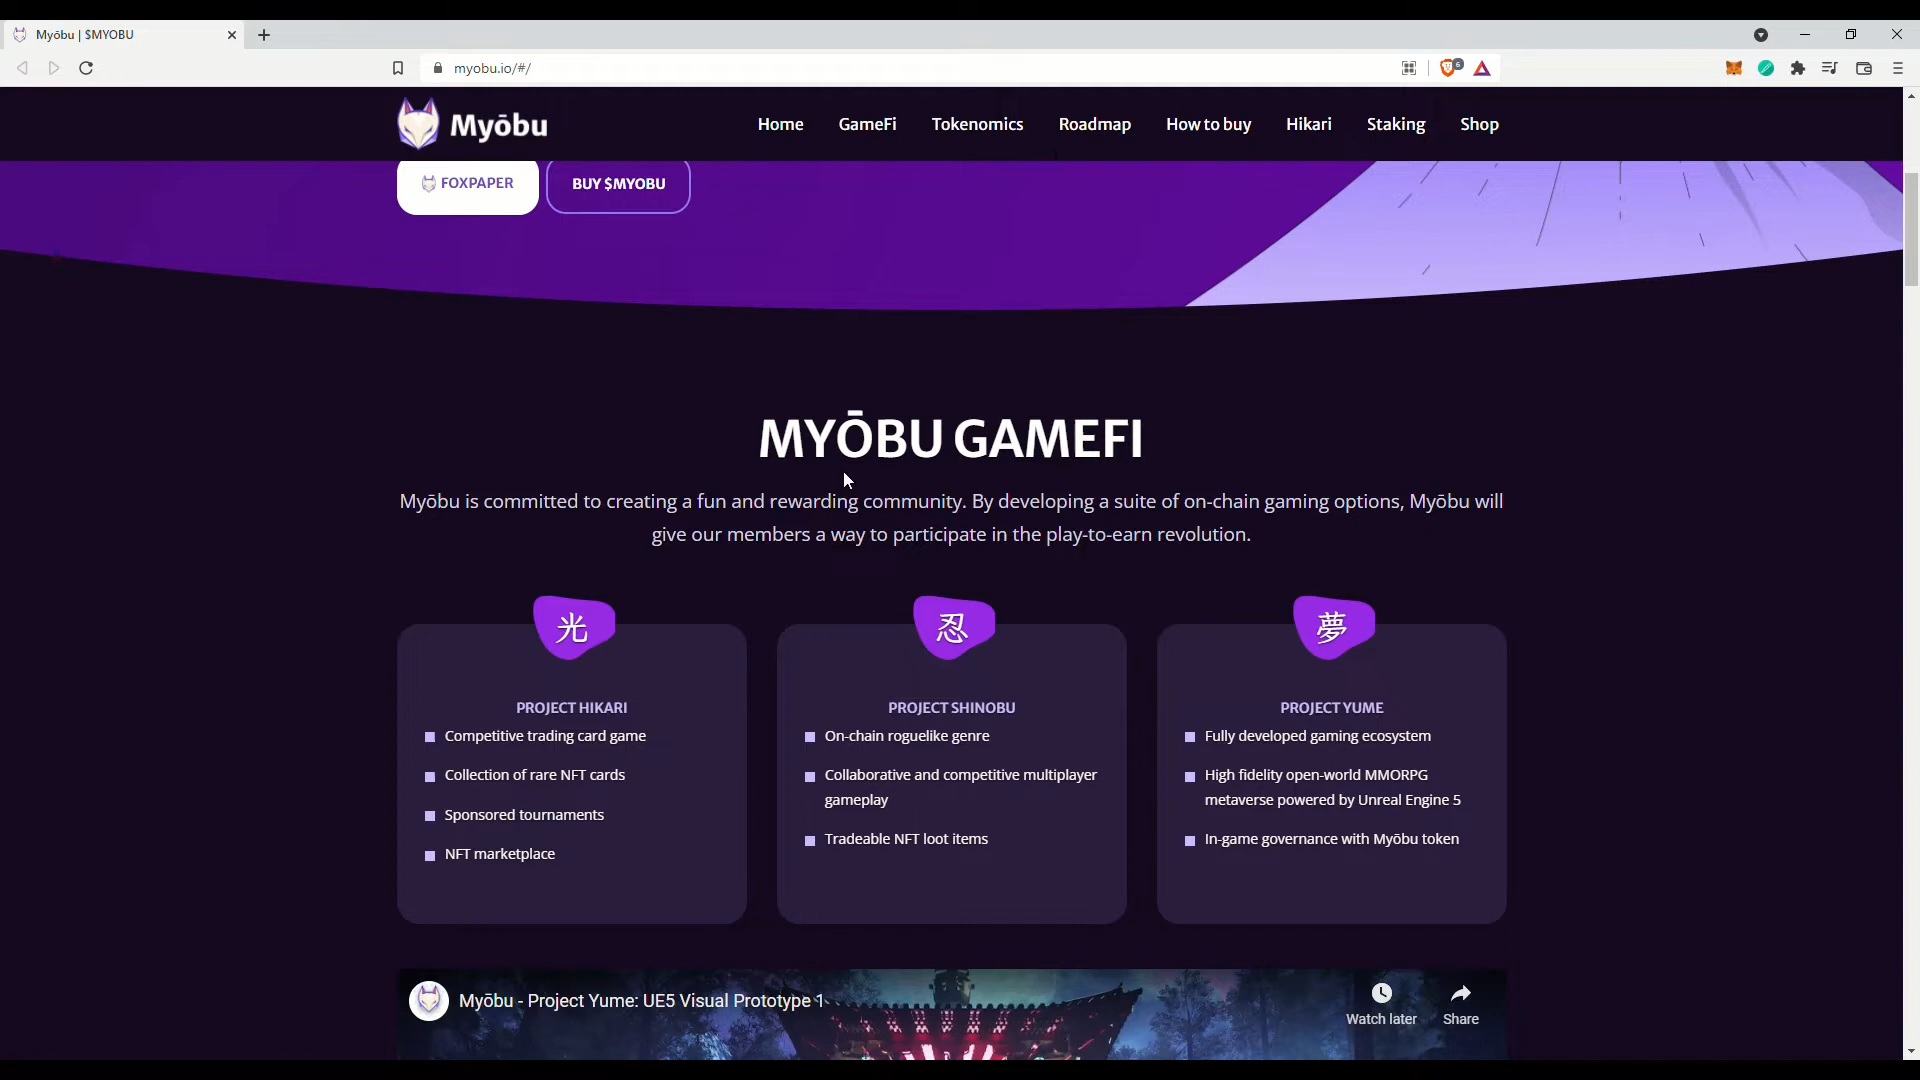 Myōbu | $MYOBU
myobu.io/#/
6
Myōbu
Home GameFi Tokenomics Roadmap How to buy Hikari Staking Shop
FOXPAPER BUY $MYOBU
MYŌBU GAMEFI
Myōbu is committed to creating a fun and rewarding community. By developing a suite of on-chain gaming options, Myōbu will
give our members a way to participate in the play-to-earn revolution.
光
PROJECT HIKARI
Competitive trading card game
Collection of rare NFT cards
Sponsored tournaments
NFT marketplace
忍
PROJECT SHINOBU
On-chain roguelike genre
Collaborative and competitive multiplayer
gameplay
Tradeable NFT loot items
夢
PROJECT YUME
Fully developed gaming ecosystem
High fidelity open-world MMORPG
metaverse powered by Unreal Engine 5
In-game governance with Myōbu token
Myōbu - Project Yume: UE5 Visual Prototype 1
Watch later Share